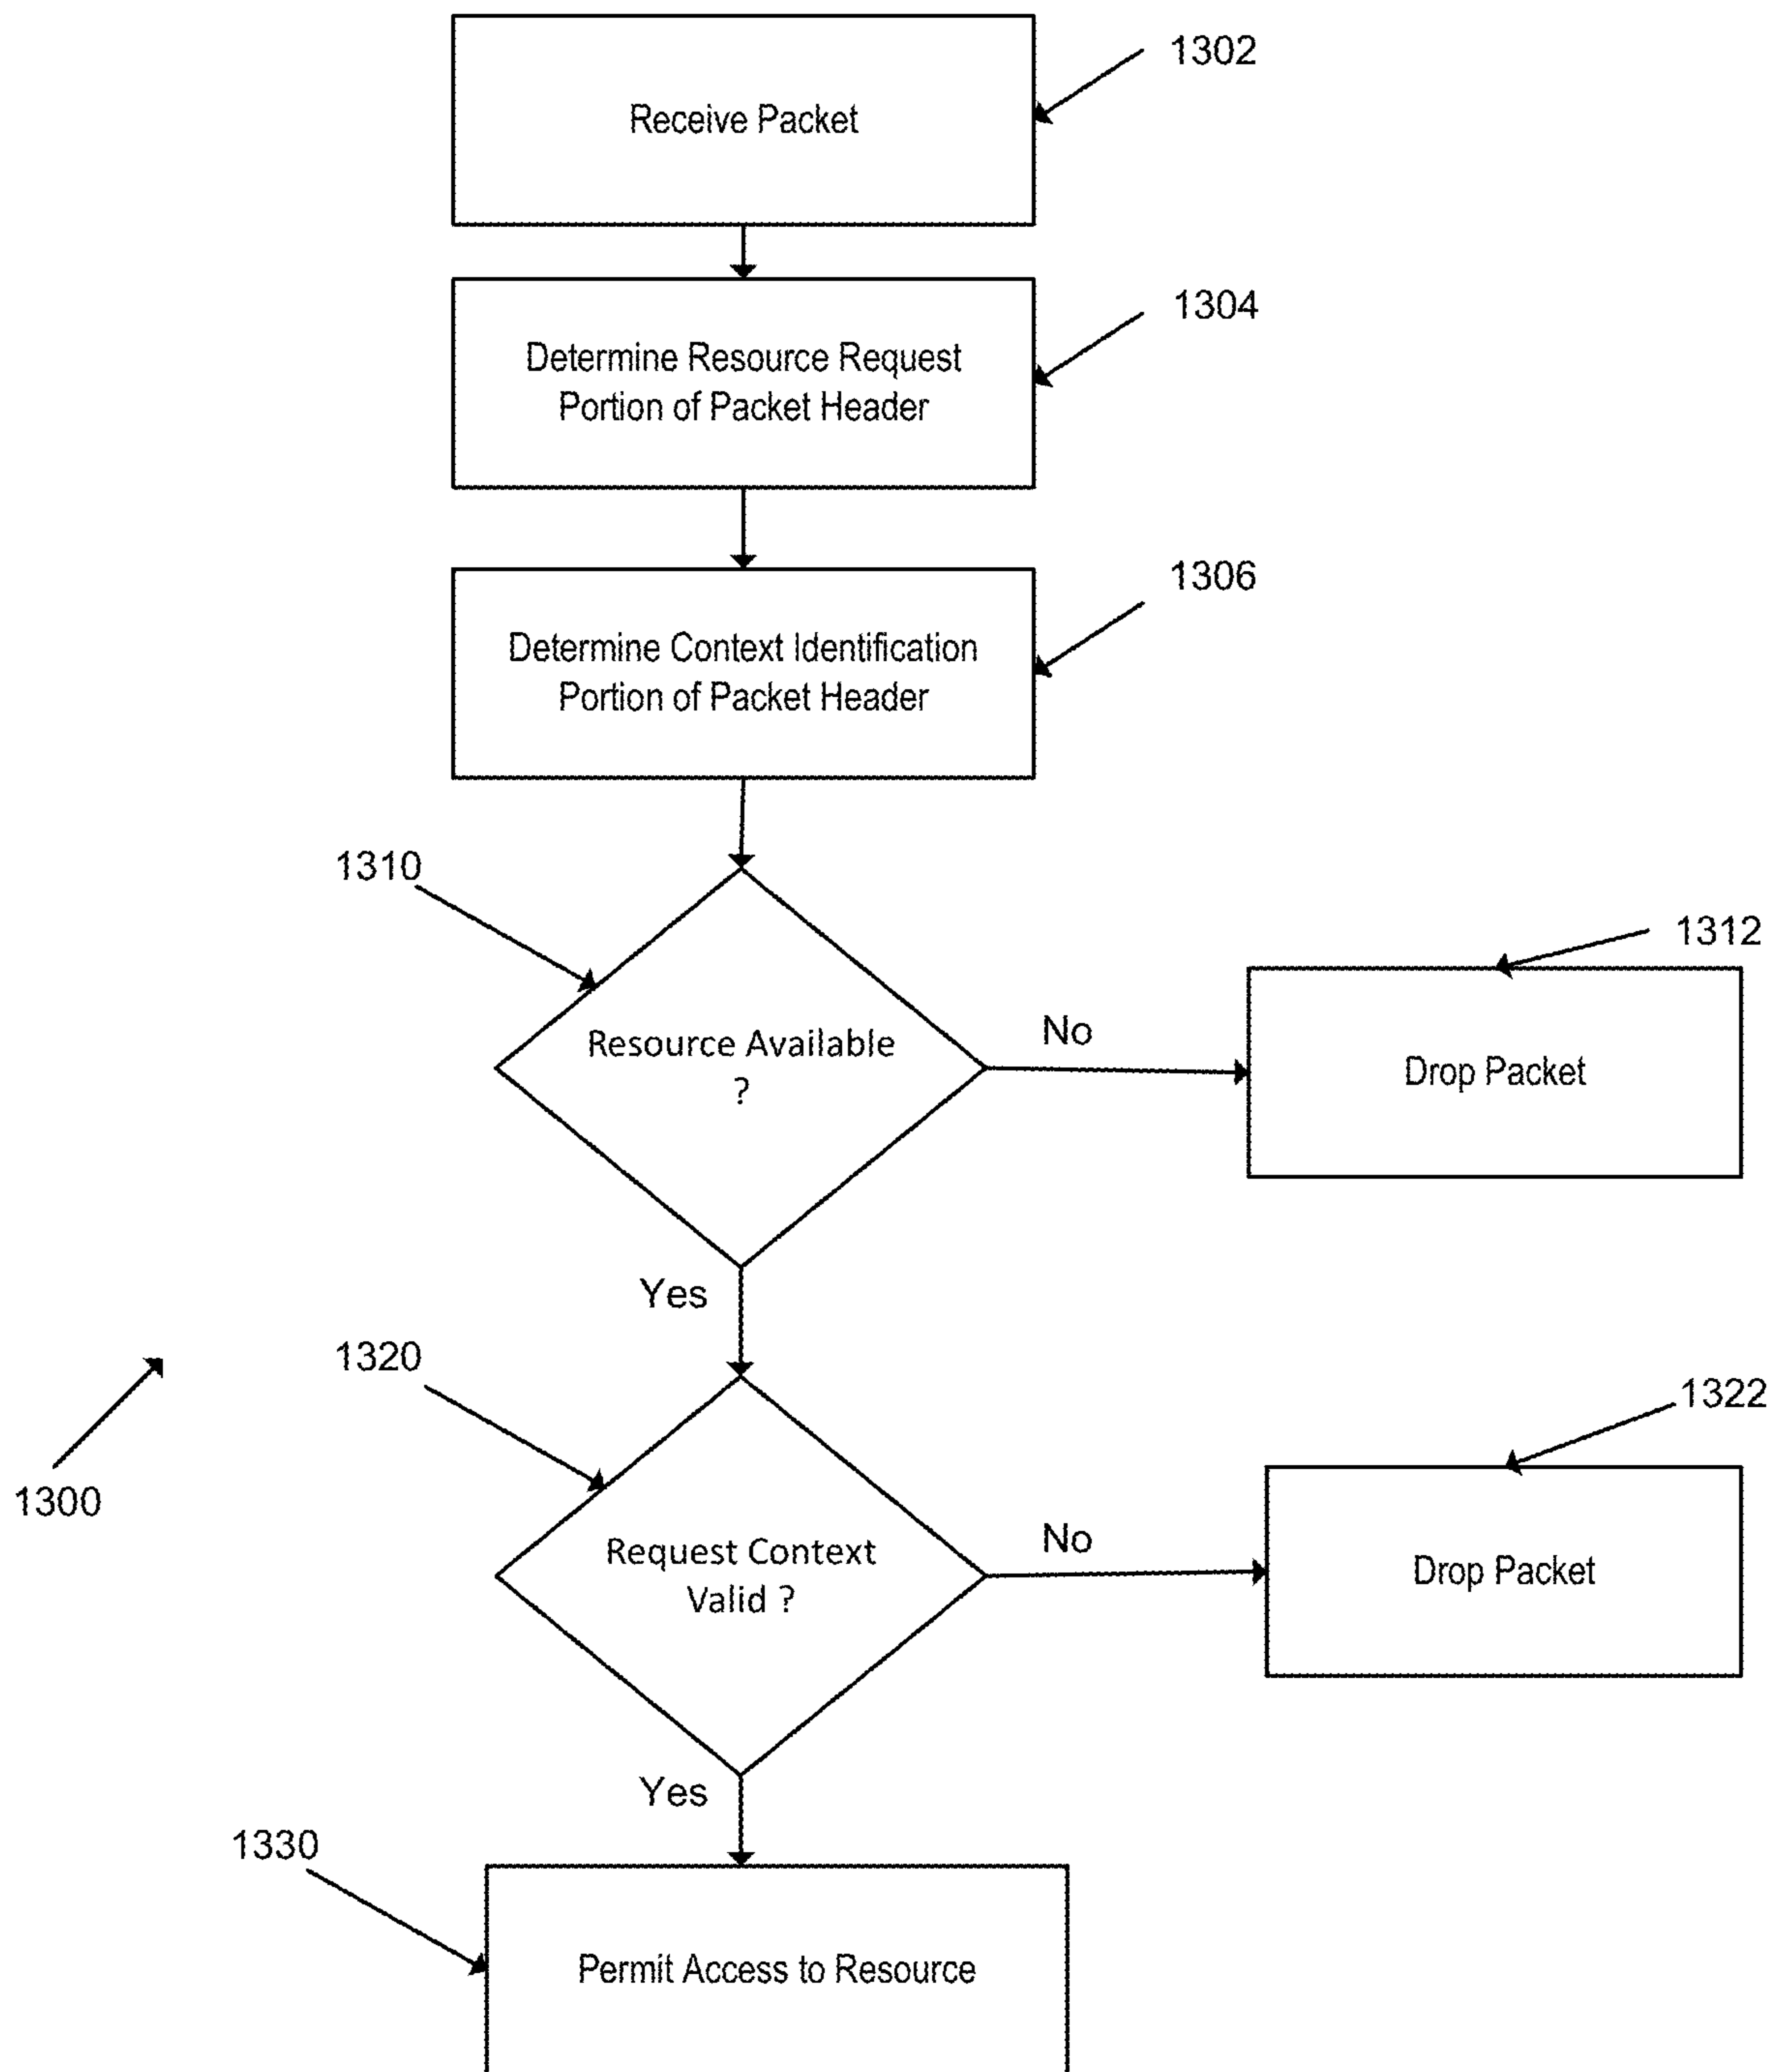 Receive Packet
1302
Determine Resource Request
Portion of Packet Header
1304
Determine Context Identification
Portion of Packet Header
1306
1310
Resource Available
?
No
1312
Drop Packet
Yes
1300
1320
Request Context
Valid ?
No
1322
Drop Packet
Yes
1330
Permit Access to Resource